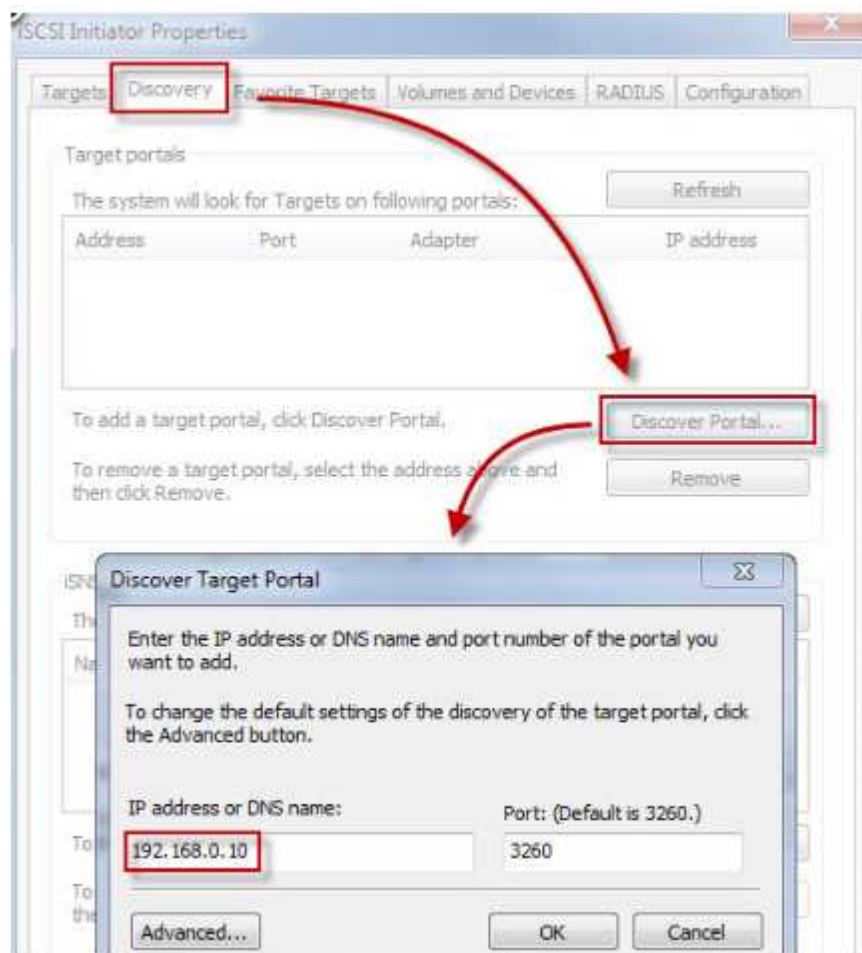 iSCSI Initiator Properties
Targets Discovery Favorite Targets Volumes and Devices RADIUS Configuration
Target portals
The system will look for Targets on following portals:
Refresh
Address Port Adapter IP address
To add a target portal, click Discover Portal.
Discover Portal...
To remove a target portal, select the address above and
then click Remove.
Remove
Discover Target Portal
Enter the IP address or DNS name and port number of the portal you
want to add.
To change the default settings of the discovery of the target portal, click
the Advanced button.
IP address or DNS name:
Port: (Default is 3260.)
192.168.0.10
3260
To
To
the
Advanced...
OK
Cancel